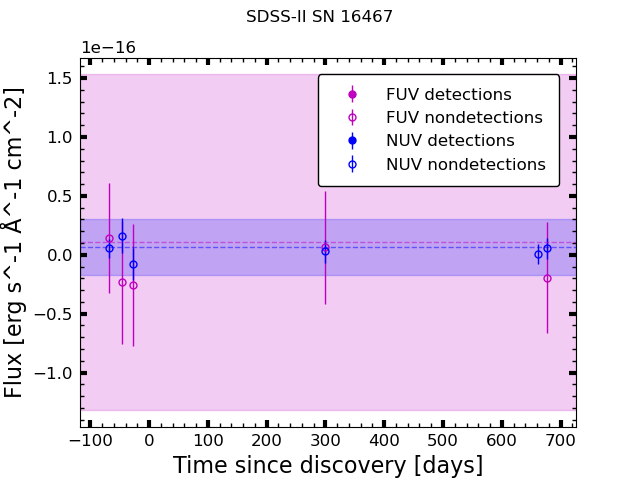 SDSS-II SN 16467
1e−16
Flux [erg s^-1 Å^-1 cm^-2]
1.5
1.0
0.5
0.0
−0.5
−1.0
FUV detections
FUV nondetections
NUV detections
NUV nondetections
−100 0 100 200 300 400 500 600 700
Time since discovery [days]